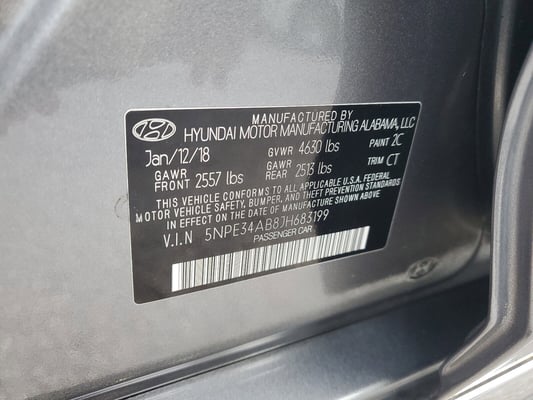 MANUFACTURED BY
HYUNDAI MOTOR MANUFACTURING ALABAMA, LLC
Jan/12/18 GVWR 4630 lbs PAINT 2C
GAWR FRONT 2557 lbs GAWR REAR 2513 lbs TRIM CT
THIS VEHICLE CONFORMS TO ALL APPLICABLE U.S.A. FEDERAL
MOTOR VEHICLE SAFETY, BUMPER, AND THEFT PREVENTION STANDARDS
IN EFFECT ON THE DATE OF MANUFACTURE SHOWN ABOVE.
V.I.N 5NPE34AB8JH683199
PASSENGER CAR